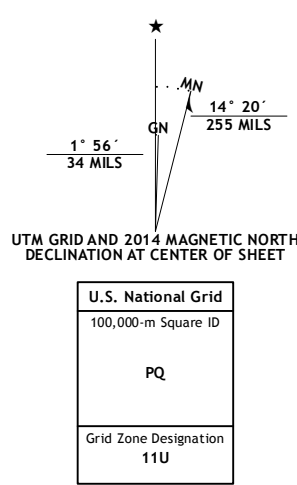 ★
MN
GN
14° 20´
255 MILS
1° 56´
34 MILS
UTM GRID AND 2014 MAGNETIC NORTH
DECLINATION AT CENTER OF SHEET
U.S. National Grid
100,000-m Square ID
PQ
Grid Zone Designation
11U